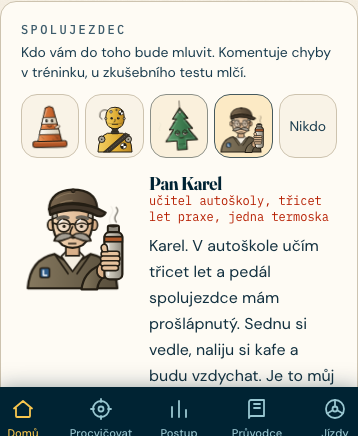 SPOLUJEZDEC
Kdo vám do toho bude mluvit. Komentuje chyby
v tréninku, u zkušebního testu mlčí.
Nikdo
Pan Karel
učitel autoškoly, třicet
let praxe, jedna termoska
Karel. V autoškole učím
třicet let a pedál
spolujezdce mám
prošlápnutý. Sednu si
vedle, naliju si kafe a
budu vzdychat. Je to můj
L
Domů
Procvičovat
Postup
Průvodce
Jízdy